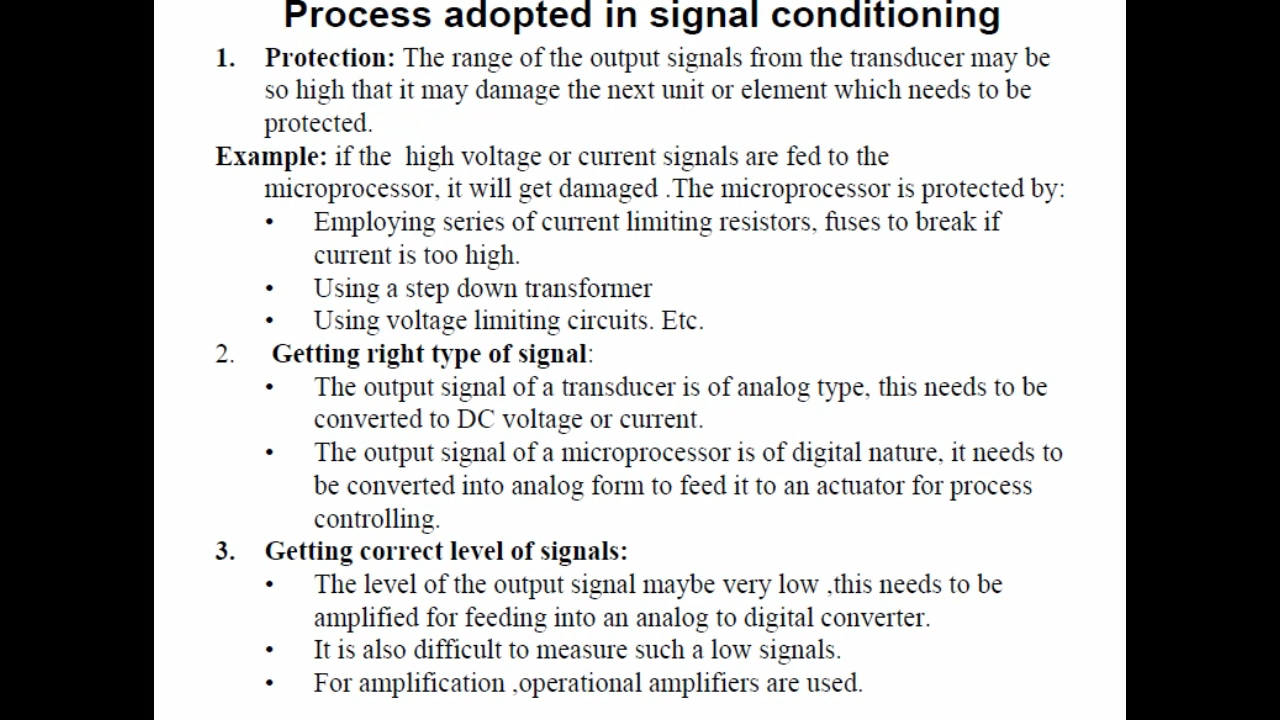 Process adopted in signal conditioning
1. Protection: The range of the output signals from the transducer may be
so high that it may damage the next unit or element which needs to be
protected.
Example: if the high voltage or current signals are fed to the
microprocessor, it will get damaged .The microprocessor is protected by:
• Employing series of current limiting resistors, fuses to break if
current is too high.
• Using a step down transformer
• Using voltage limiting circuits. Etc.
2. Getting right type of signal:
• The output signal of a transducer is of analog type, this needs to be
converted to DC voltage or current.
• The output signal of a microprocessor is of digital nature, it needs to
be converted into analog form to feed it to an actuator for process
controlling.
3. Getting correct level of signals:
• The level of the output signal maybe very low ,this needs to be
amplified for feeding into an analog to digital converter.
• It is also difficult to measure such a low signals.
• For amplification ,operational amplifiers are used.